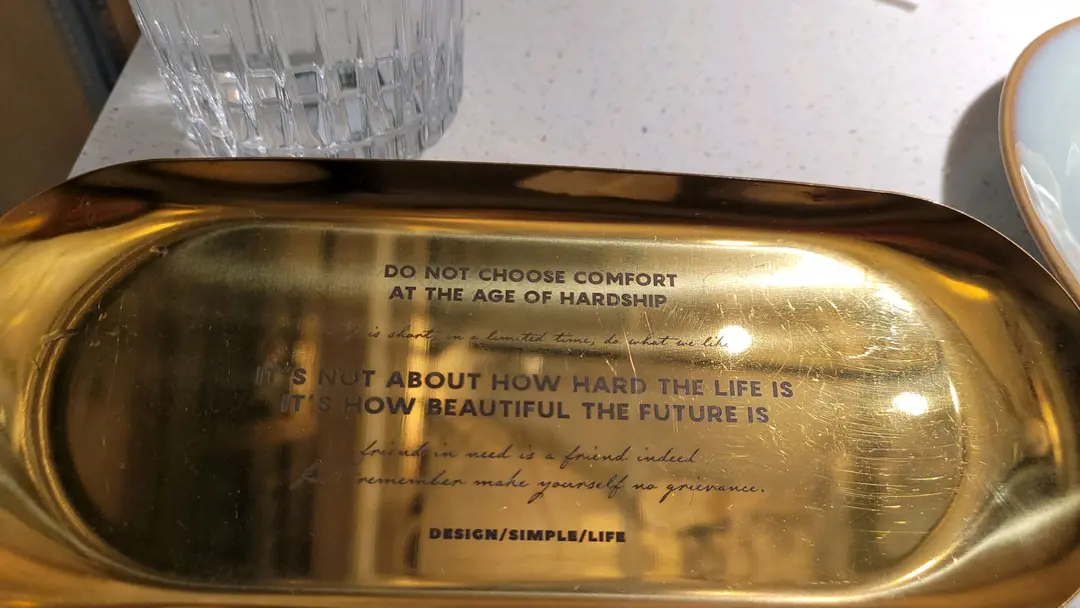 DO NOT CHOOSE COMFORT
AT THE AGE OF HARDSHIP
is short, in a limited time, do what we like
IT'S NOT ABOUT HOW HARD THE LIFE IS
IT'S HOW BEAUTIFUL THE FUTURE IS
friend in need is a friend indeed
remember make yourself no grievance.
DESIGN/SIMPLE/LIFE